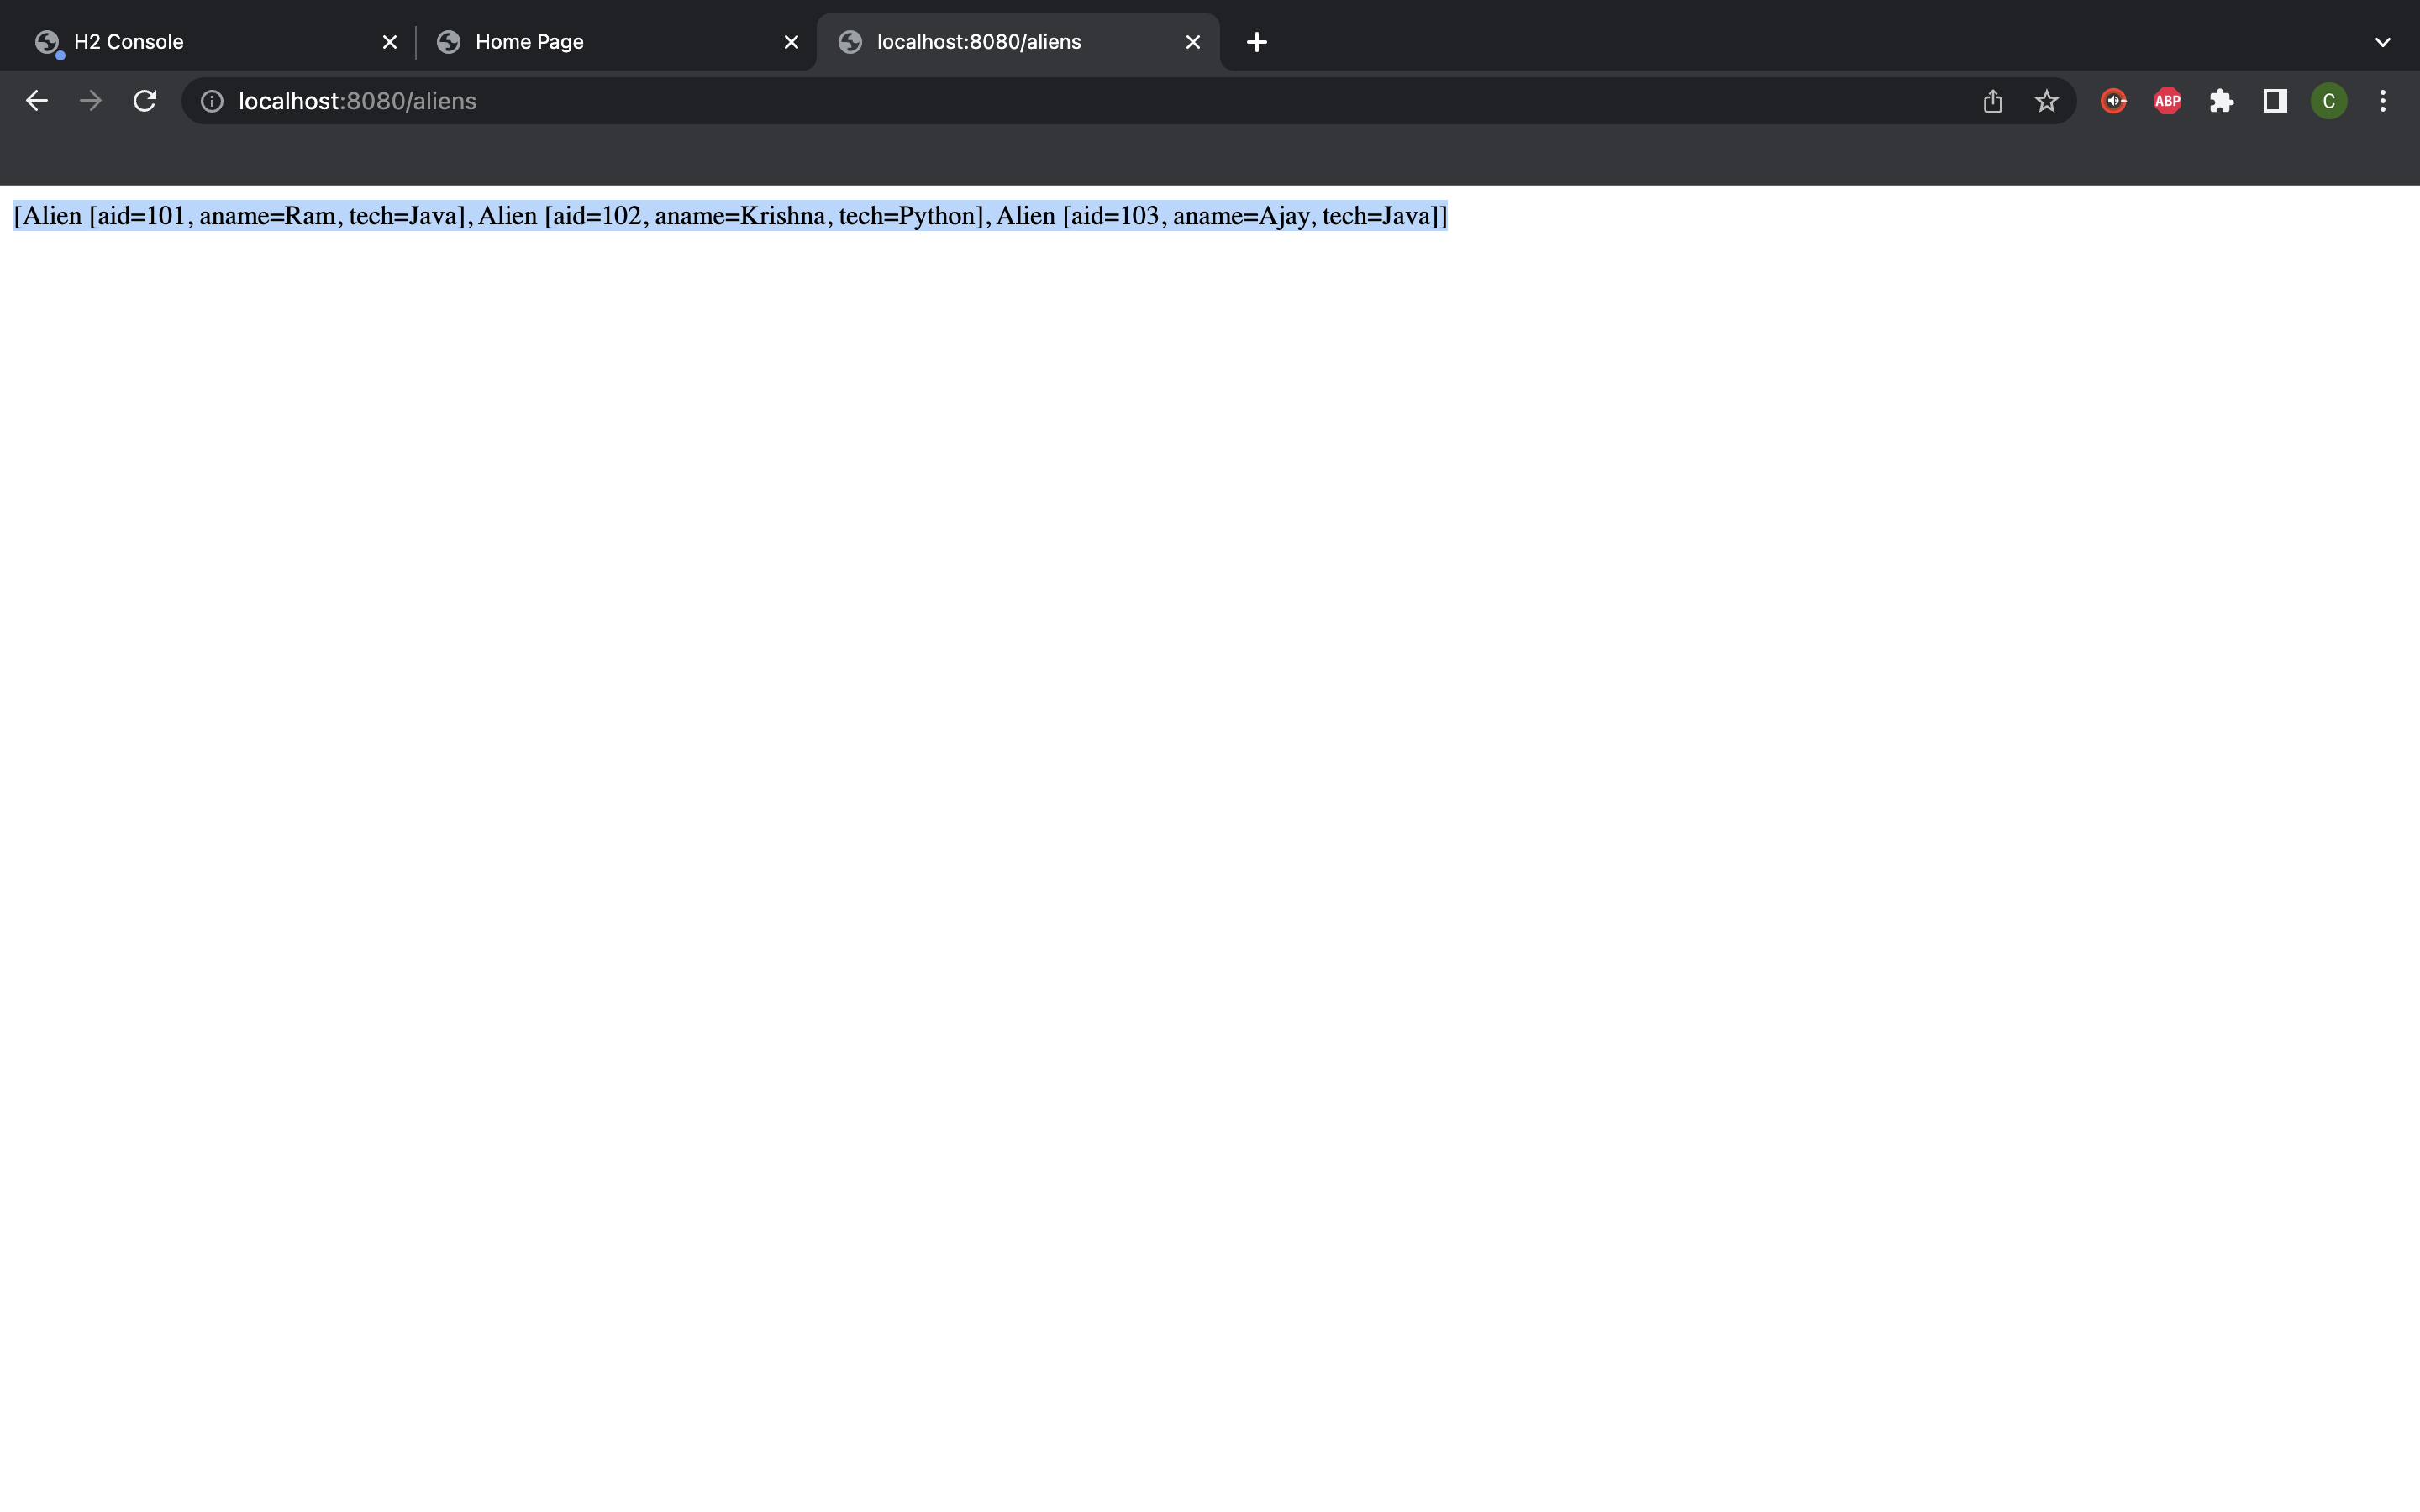 H2 Console
Home Page
localhost:8080/aliens
localhost:8080/aliens
ABP
C
[Alien [aid=101, aname=Ram, tech=Java], Alien [aid=102, aname=Krishna, tech=Python], Alien [aid=103, aname=Ajay, tech=Java]]